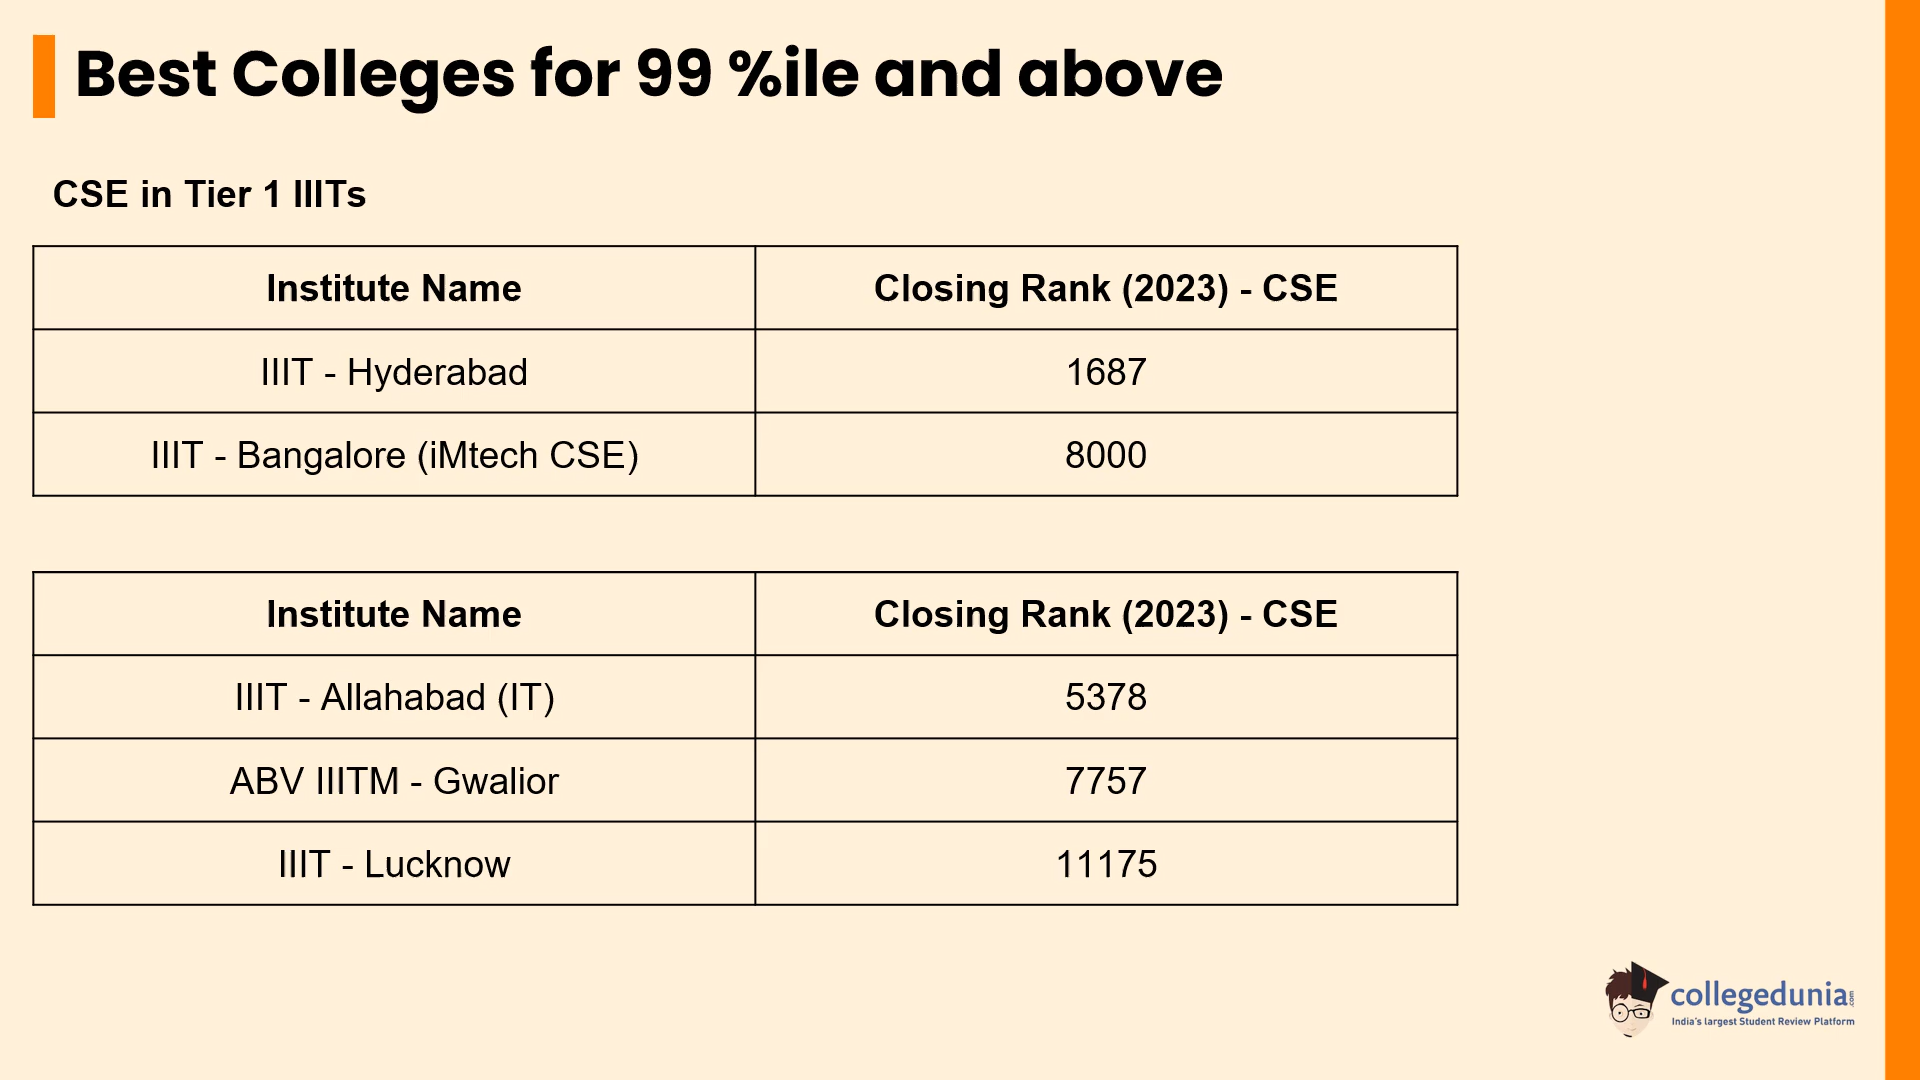 Best Colleges for 99 %ile and above
CSE in Tier 1 IIITs
Institute Name Closing Rank (2023) - CSE
IIIT - Hyderabad 1687
IIIT - Bangalore (iMtech CSE) 8000
Institute Name Closing Rank (2023) - CSE
IIIT - Allahabad (IT) 5378
ABV IIITM - Gwalior 7757
IIIT - Lucknow 11175
collegedunia.com
India's largest Student Review Platform